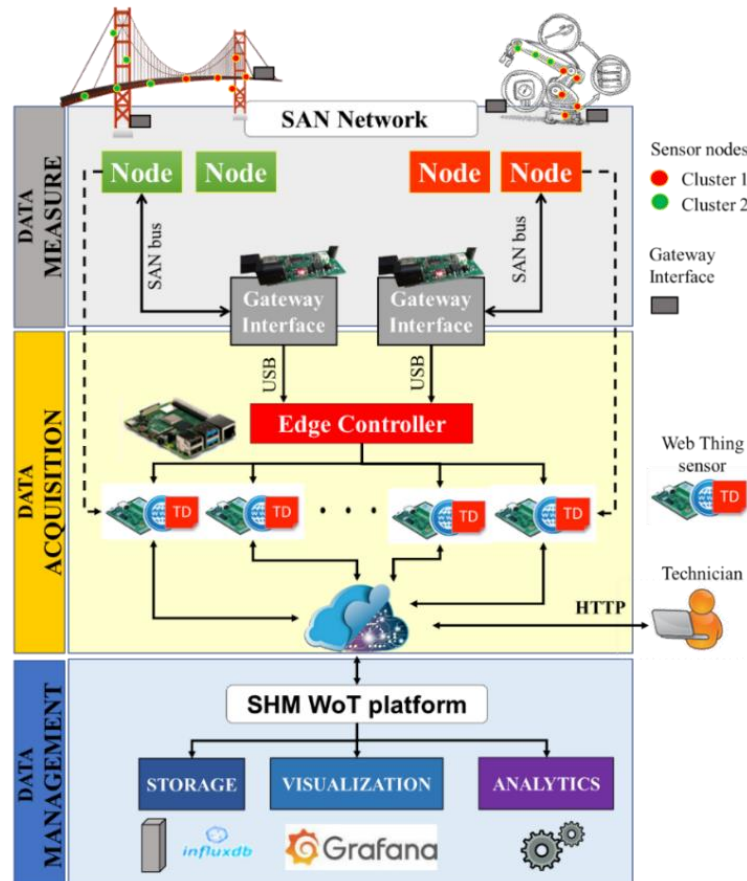 SAN Network
Node
Node
Node
Node
Sensor nodes
Cluster 1
Cluster 2
Gateway
Interface
DATA
MEASURE
SAN bus
SAN bus
Gateway
Interface
Gateway
Interface
USB
USB
Edge Controller
DATA
ACQUISITION
TD
TD
. . .
TD
TD
Web Thing
sensor
TD
Technician
HTTP
DATA
MANAGEMENT
SHM WoT platform
STORAGE
VISUALIZATION
ANALYTICS
influxdb
Grafana